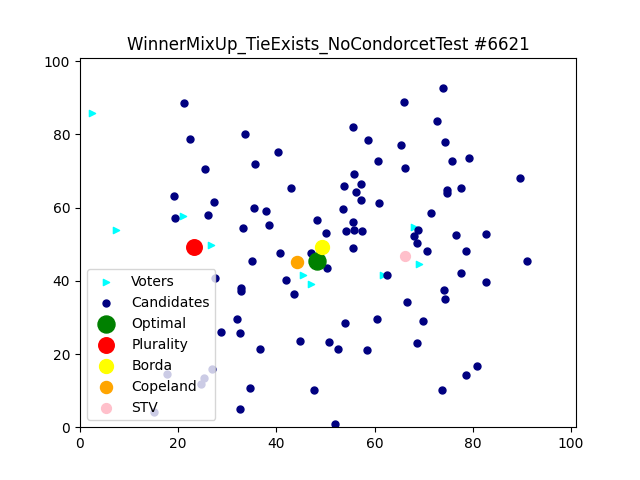 WinnerMixUp_TieExists_NoCondorcetTest #6621
100
80
60
40
20
0
Voters
Candidates
Optimal
Plurality
Borda
Copeland
STV
0 20 40 60 80 100